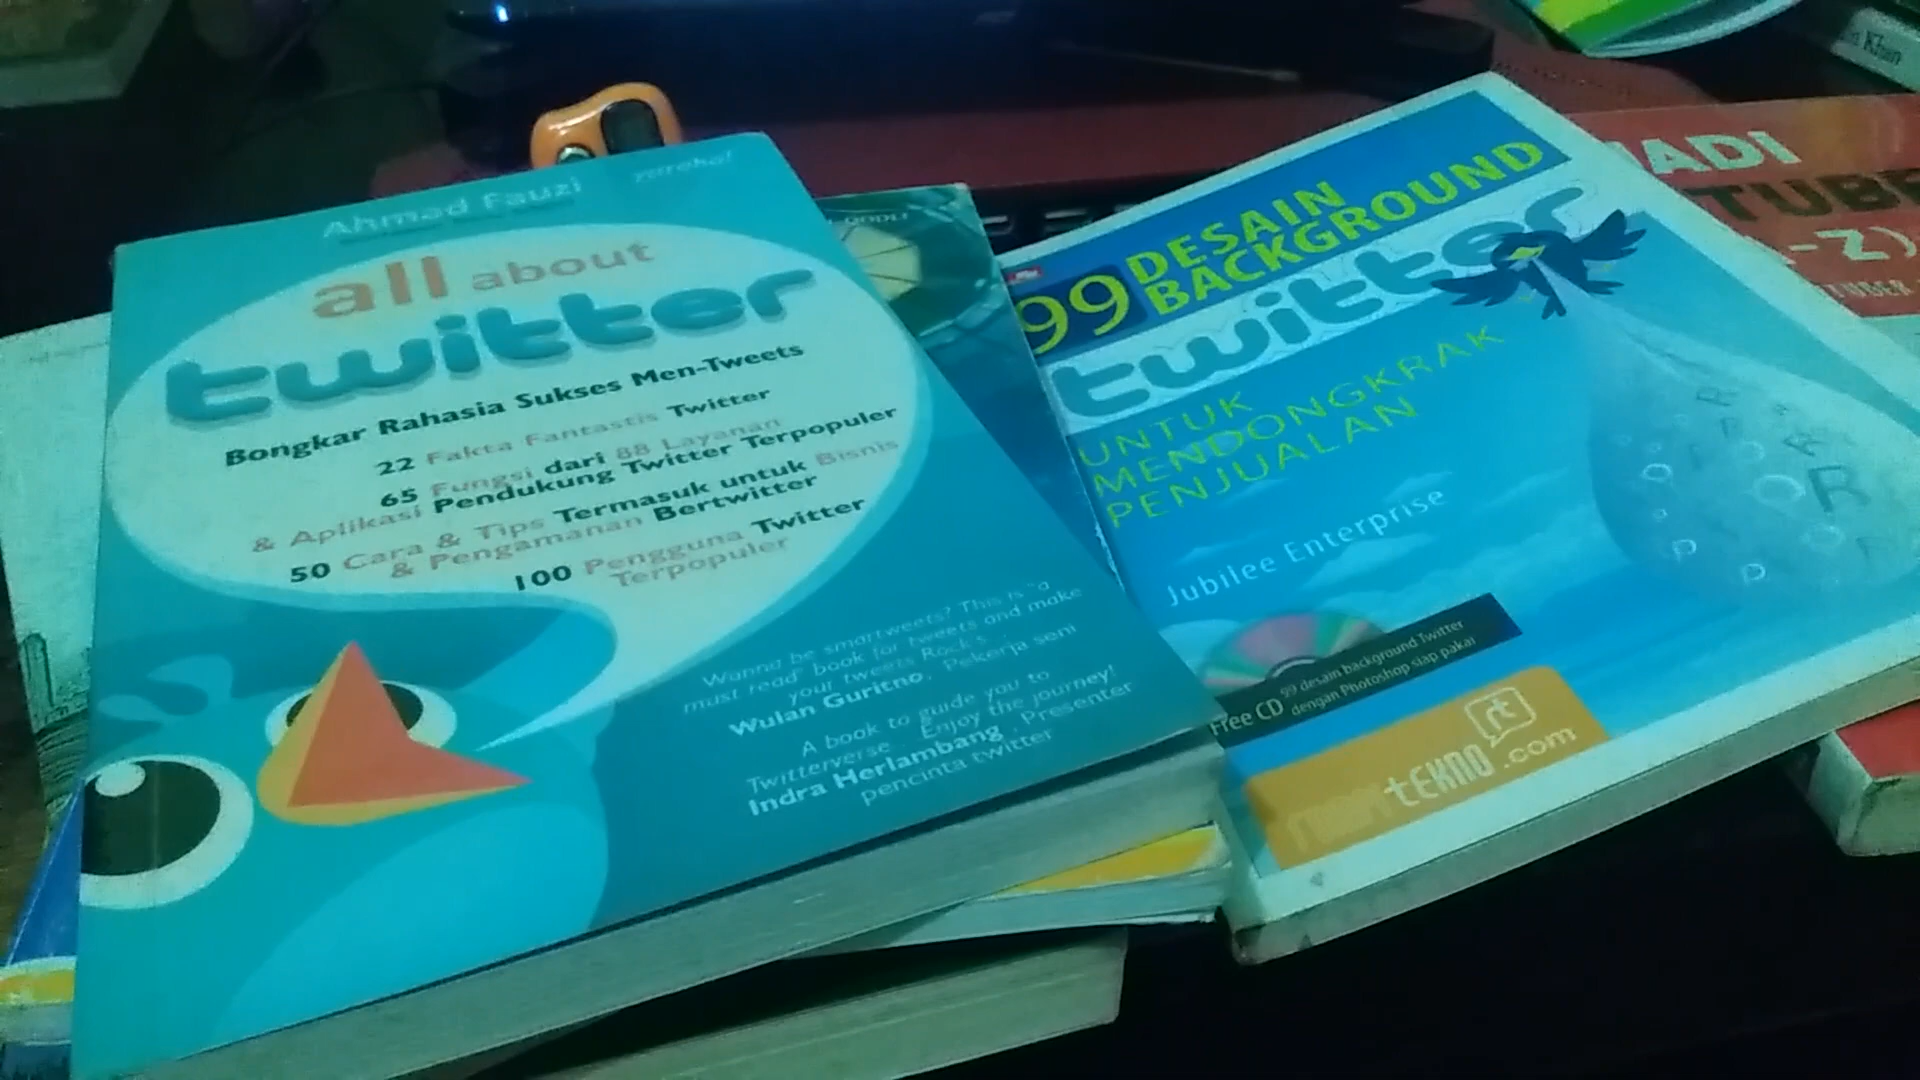 Ahmad Fauzi
all about
twitter
Bongkar Rahasia Sukses Men-Tweets
22 Fakta Fantastis Twitter
65 Fungsi dari 88 Layanan
& Aplikasi Pendukung Twitter Terpopuler
50 Cara & Tips Termasuk untuk Bisnis
& Pengamanan Bertwitter
100 Pengguna Twitter
Terpopuler
Wanna be smartweets? This is "a
must read" book for tweets and make
your tweets Rock's
Wulan Guritno, Pekerja seni
A book to guide you to
Twitterverse... Enjoy the journey!
Indra Herlambang, Presenter
pencinta twitter
99 DESAIN
BACKGROUND
twitter
UNTUK
MENDONGKRAK
PENJUALAN
Jubilee Enterprise
Free CD 99 desain background Twitter
dengan Photoshop siap pakai
rt
TEKNO.com
JADI
TUBE
-Z)
TUBER
Khan